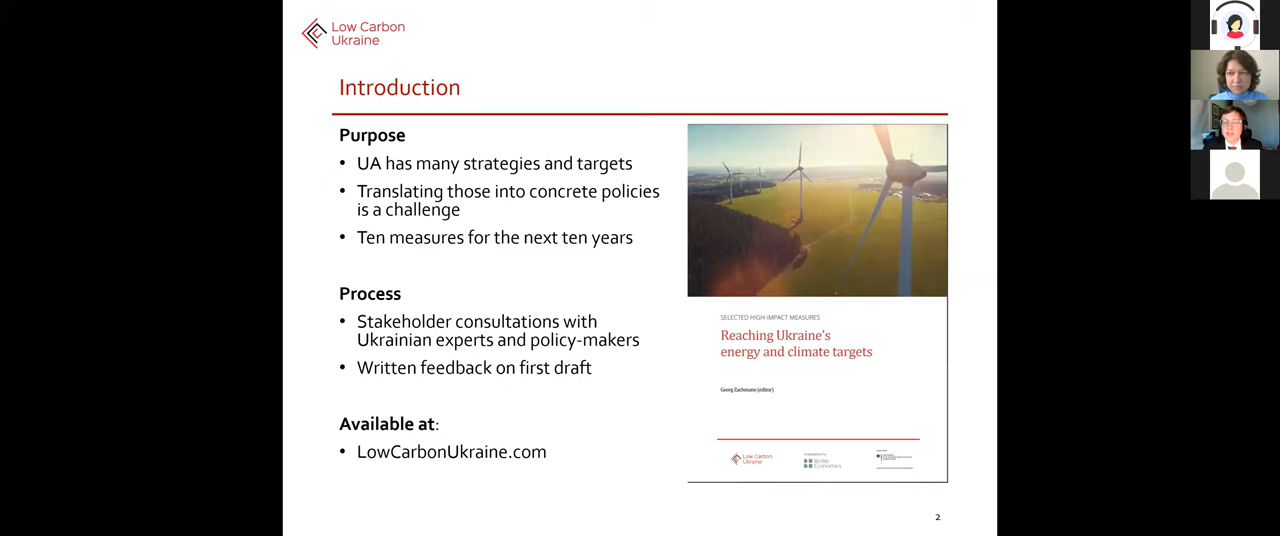 Low Carbon
Ukraine
Introduction
Purpose
• UA has many strategies and targets
• Translating those into concrete policies
is a challenge
• Ten measures for the next ten years
Process
• Stakeholder consultations with
Ukrainian experts and policy-makers
• Written feedback on first draft
Available at:
• LowCarbonUkraine.com
SELECTED HIGH-IMPACT MEASURES
Reaching Ukraine's
energy and climate targets
Georg Zachmann (editor)
Low Carbon
Ukraine
Berlin
Economics
2